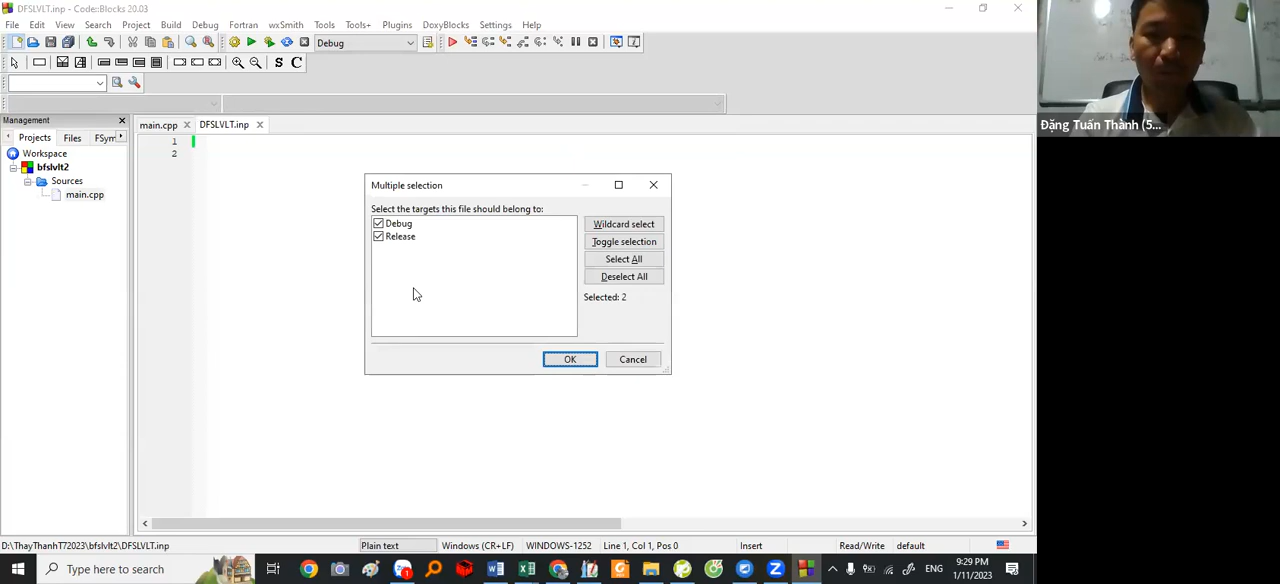 DFSLVLT.inp - Code::Blocks 20.03
File Edit View Search Project Build Debug Fortran wxSmith Tools Tools+ Plugins DoxyBlocks Settings Help
Debug
S C
Management
Projects Files FSym
main.cpp DFSLVLT.inp
Workspace
bfslvlt2
Sources
main.cpp
1
2
Multiple selection
Select the targets this file should belong to:
Debug
Release
Wildcard select
Toggle selection
Select All
Deselect All
Selected: 2
OK Cancel
Đặng Tuấn Thành (5...
D:\ThayThanhT72023\bfslvlt2\DFSLVLT.inp Plain text Windows (CR+LF) WINDOWS-1252 Line 1, Col 1, Pos 0 Insert Read/Write default
Type here to search
ENG
9:29 PM
1/11/2023